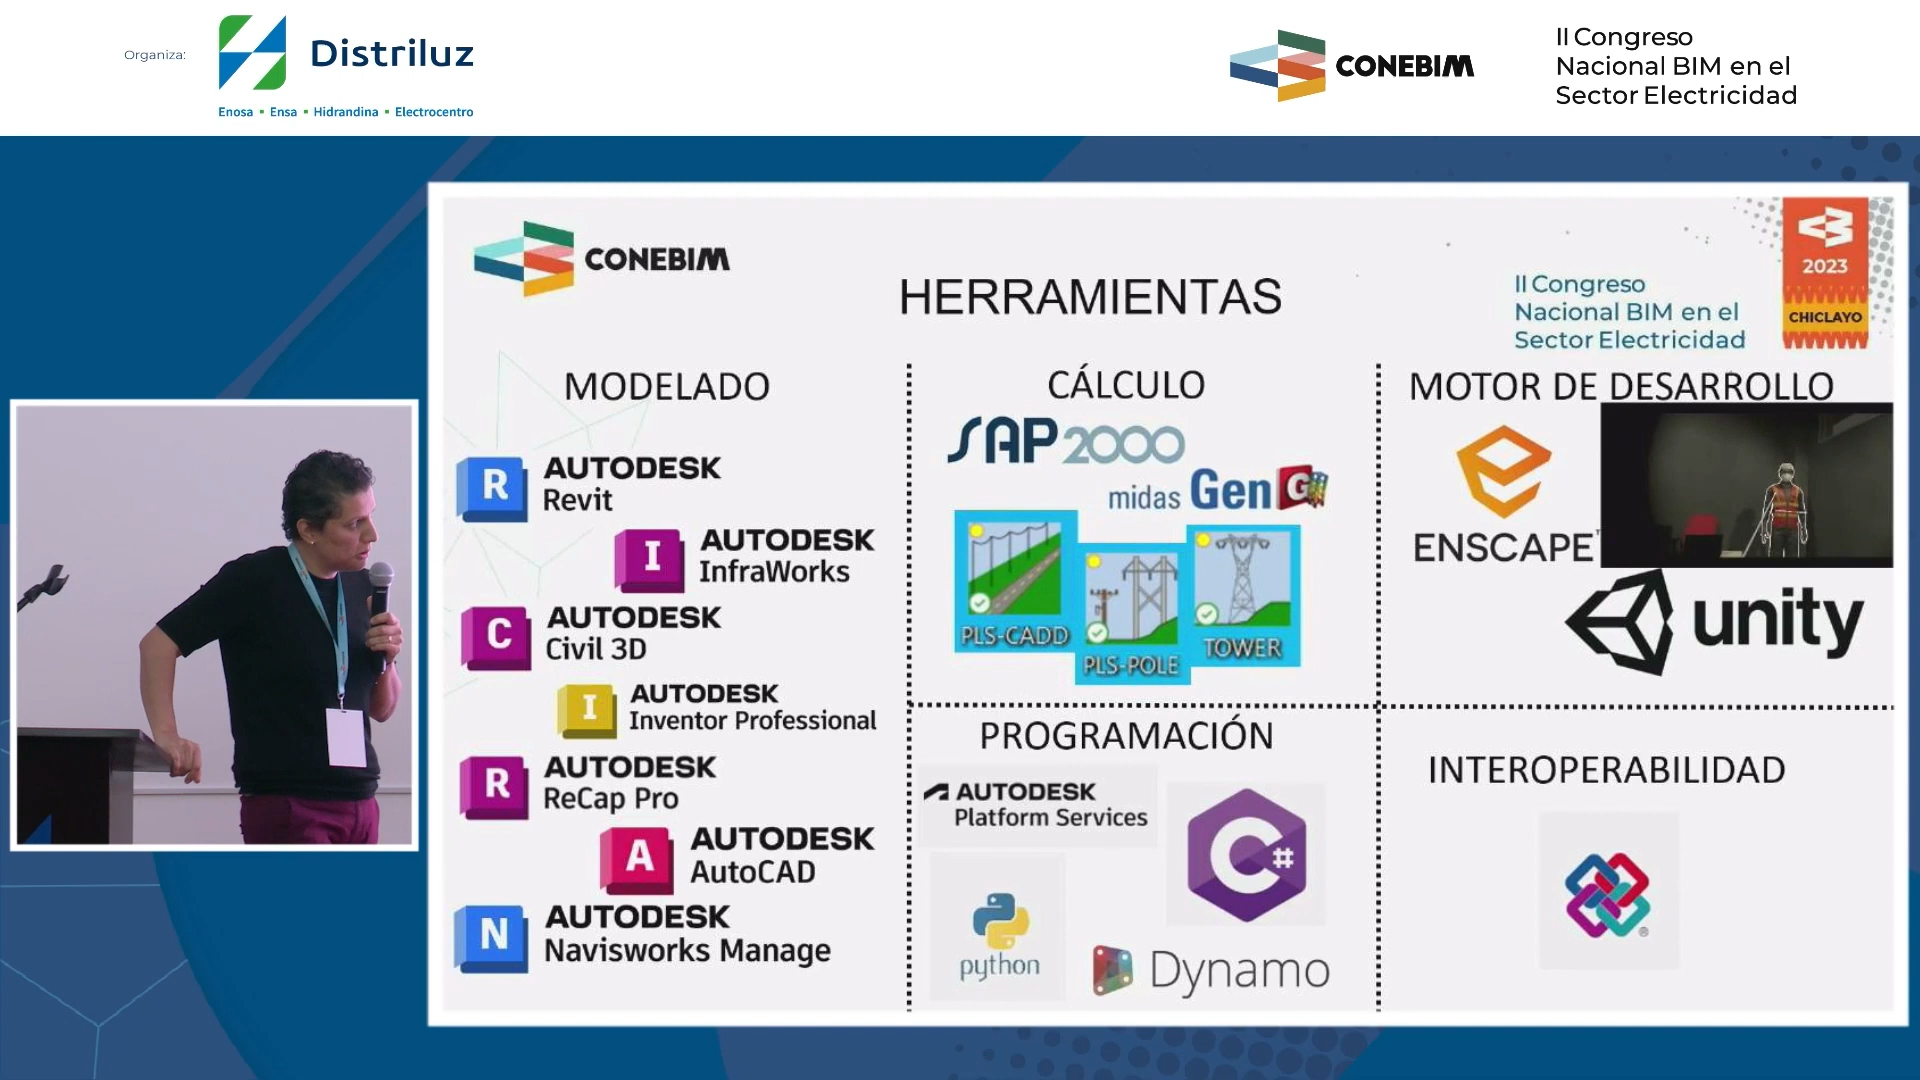 Organiza:
Distriluz
Enosa ▪ Ensa ▪ Hidrandina ▪ Electrocentro
CONEBIM
II Congreso
Nacional BIM en el
Sector Electricidad
CONEBIM
HERRAMIENTAS
II Congreso
Nacional BIM en el
Sector Electricidad
2023
CHICLAYO
MODELADO
R AUTODESK
Revit
I AUTODESK
InfraWorks
C AUTODESK
Civil 3D
I AUTODESK
Inventor Professional
R AUTODESK
ReCap Pro
A AUTODESK
AutoCAD
N AUTODESK
Navisworks Manage
CÁLCULO
SAP2000
midas Gen G
PLS-CADD
PLS-POLE
TOWER
PROGRAMACIÓN
AUTODESK
Platform Services
C#
python
Dynamo
MOTOR DE DESARROLLO
ENSCAPE™
unity
INTEROPERABILIDAD
®